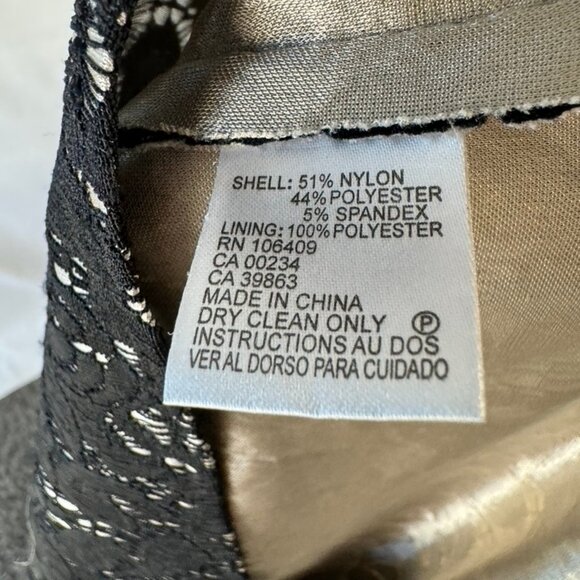 SHELL: 51% NYLON
44% POLYESTER
5% SPANDEX
LINING: 100% POLYESTER
RN 106409
CA 00234
CA 39863
MADE IN CHINA
DRY CLEAN ONLY Ⓟ
INSTRUCTIONS AU DOS
VER AL DORSO PARA CUIDADO